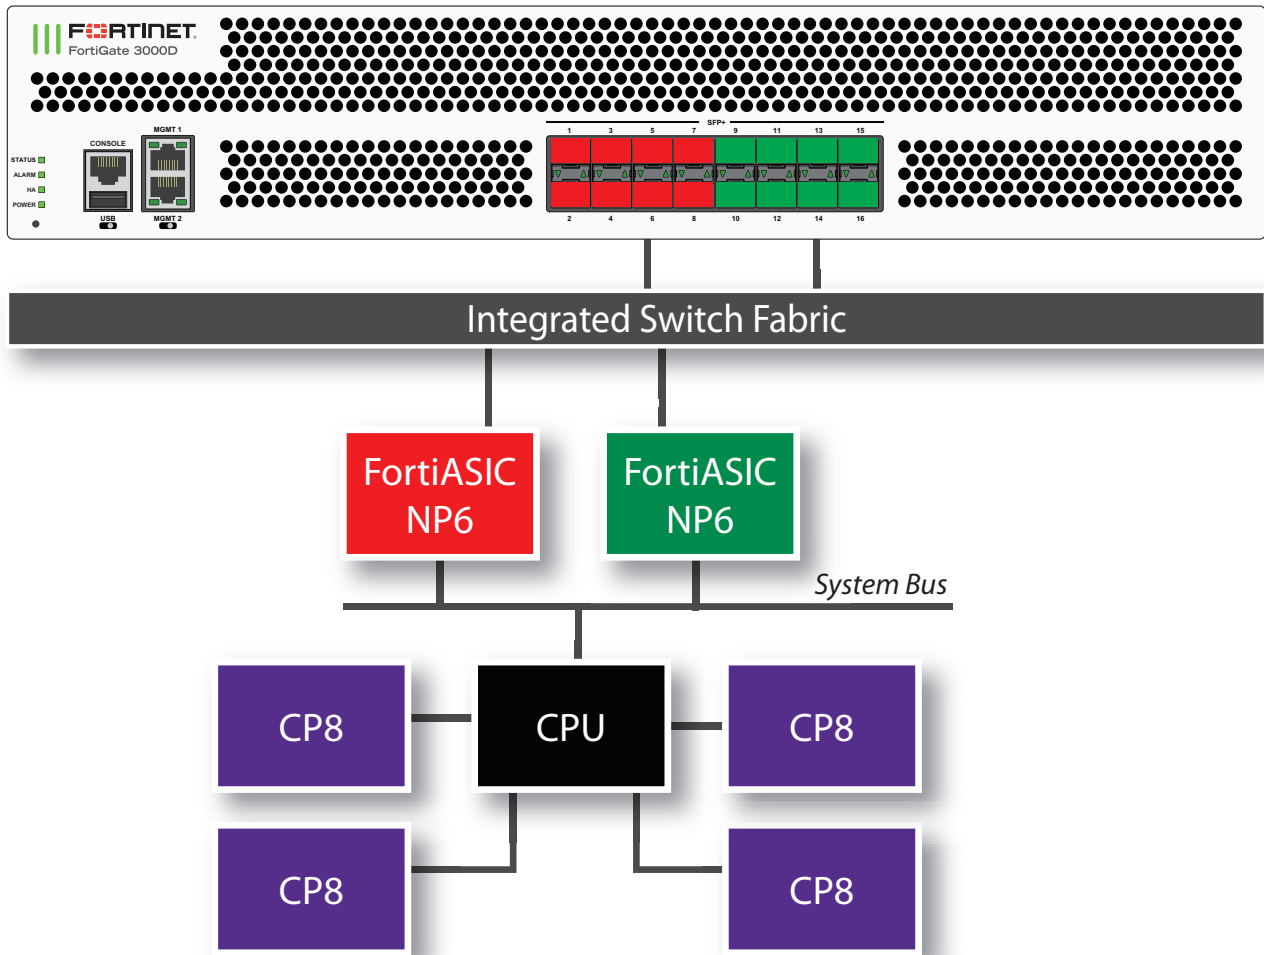 FORTINET
FortiGate 3000D
SFP+
MGMT 1
1 3 5 7 9 11 13 15
CONSOLE
STATUS
ALARM
HA
POWER
USB
MGMT 2
2 4 6 8 10 12 14 16
Integrated Switch Fabric
FortiASIC
NP6
FortiASIC
NP6
System Bus
CP8
CPU
CP8
CP8
CP8